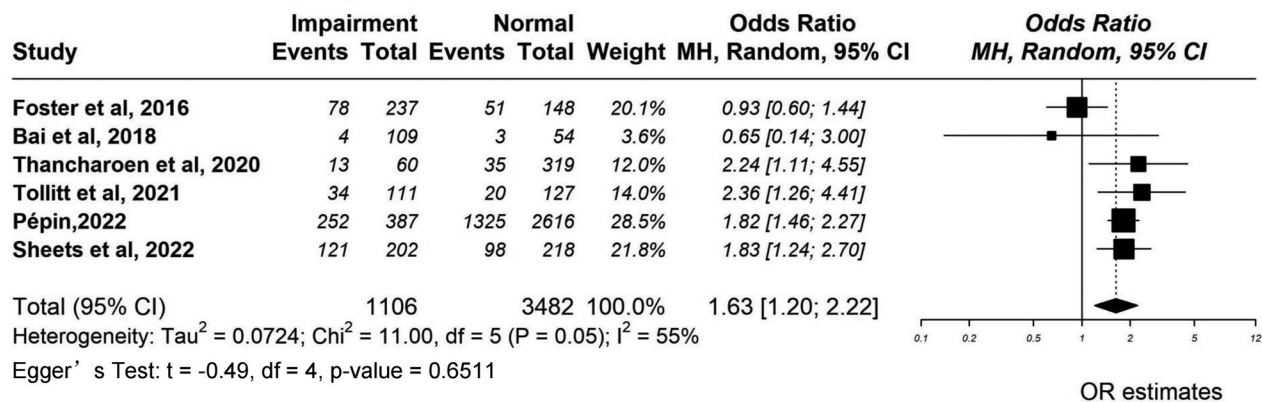 Impairment Normal Odds Ratio Odds Ratio
Study Events Total Events Total Weight MH, Random, 95% CI MH, Random, 95% CI
Foster et al, 2016 78 237 51 148 20.1% 0.93 [0.60; 1.44]
Bai et al, 2018 4 109 3 54 3.6% 0.65 [0.14; 3.00]
Thancharoen et al, 2020 13 60 35 319 12.0% 2.24 [1.11; 4.55]
Tollitt et al, 2021 34 111 20 127 14.0% 2.36 [1.26; 4.41]
Pépin,2022 252 387 1325 2616 28.5% 1.82 [1.46; 2.27]
Sheets et al, 2022 121 202 98 218 21.8% 1.83 [1.24; 2.70]
Total (95% CI) 1106 3482 100.0% 1.63 [1.20; 2.22]
Heterogeneity: Tau² = 0.0724; Chi² = 11.00, df = 5 (P = 0.05); I² = 55%
0.1 0.2 0.5 1 2 5 12
Egger’s Test: t = -0.49, df = 4, p-value = 0.6511
OR estimates